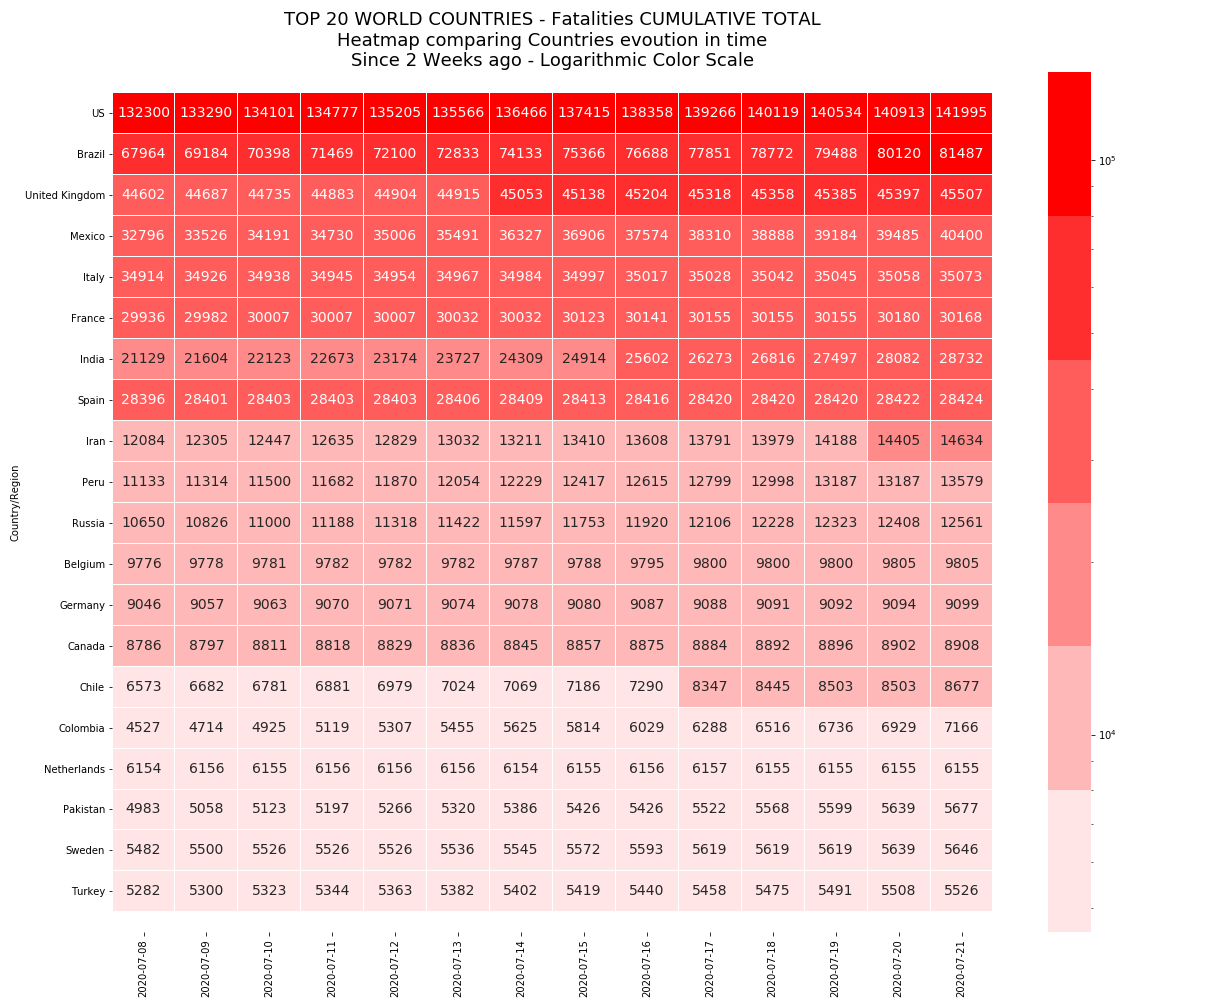 TOP 20 WORLD COUNTRIES - Fatalities CUMULATIVE TOTAL
Heatmap comparing Countries evoution in time
Since 2 Weeks ago - Logarithmic Color Scale
US 132300 133290 134101 134777 135205 135566 136466 137415 138358 139266 140119 140534 140913 141995
Brazil 67964 69184 70398 71469 72100 72833 74133 75366 76688 77851 78772 79488 80120 81487
United Kingdom 44602 44687 44735 44883 44904 44915 45053 45138 45204 45318 45358 45385 45397 45507
Mexico 32796 33526 34191 34730 35006 35491 36327 36906 37574 38310 38888 39184 39485 40400
Italy 34914 34926 34938 34945 34954 34967 34984 34997 35017 35028 35042 35045 35058 35073
France 29936 29982 30007 30007 30007 30032 30032 30123 30141 30155 30155 30155 30180 30168
India 21129 21604 22123 22673 23174 23727 24309 24914 25602 26273 26816 27497 28082 28732
Spain 28396 28401 28403 28403 28403 28406 28409 28413 28416 28420 28420 28420 28422 28424
Iran 12084 12305 12447 12635 12829 13032 13211 13410 13608 13791 13979 14188 14405 14634
Peru 11133 11314 11500 11682 11870 12054 12229 12417 12615 12799 12998 13187 13187 13579
Russia 10650 10826 11000 11188 11318 11422 11597 11753 11920 12106 12228 12323 12408 12561
Belgium 9776 9778 9781 9782 9782 9782 9787 9788 9795 9800 9800 9800 9805 9805
Germany 9046 9057 9063 9070 9071 9074 9078 9080 9087 9088 9091 9092 9094 9099
Canada 8786 8797 8811 8818 8829 8836 8845 8857 8875 8884 8892 8896 8902 8908
Chile 6573 6682 6781 6881 6979 7024 7069 7186 7290 8347 8445 8503 8503 8677
Colombia 4527 4714 4925 5119 5307 5455 5625 5814 6029 6288 6516 6736 6929 7166
Netherlands 6154 6156 6155 6156 6156 6156 6154 6155 6156 6157 6155 6155 6155 6155
Pakistan 4983 5058 5123 5197 5266 5320 5386 5426 5426 5522 5568 5599 5639 5677
Sweden 5482 5500 5526 5526 5526 5536 5545 5572 5593 5619 5619 5619 5639 5646
Turkey 5282 5300 5323 5344 5363 5382 5402 5419 5440 5458 5475 5491 5508 5526
Country/Region
2020-07-08 2020-07-09 2020-07-10 2020-07-11 2020-07-12 2020-07-13 2020-07-14 2020-07-15 2020-07-16 2020-07-17 2020-07-18 2020-07-19 2020-07-20 2020-07-21
10⁵
10⁴